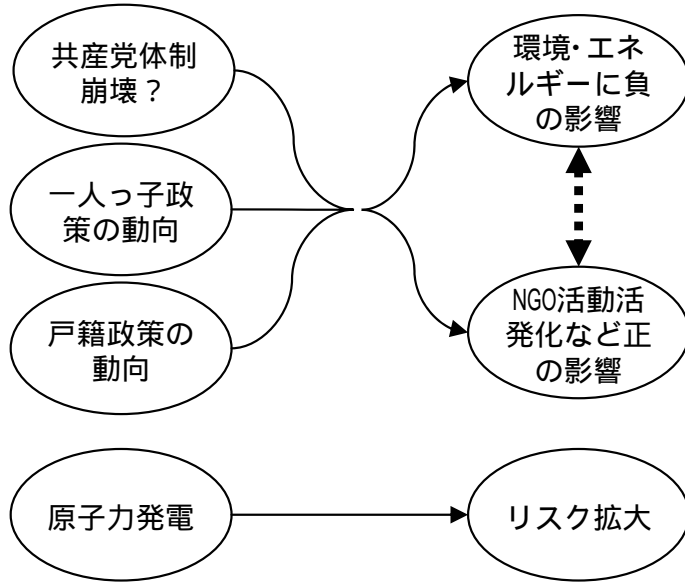 共産党体制
崩壊？
一人っ子政
策の動向
戸籍政策の
動向
原子力発電
環境・エネ
ルギーに負
の影響
NGO活動活
発化など正
の影響
リスク拡大